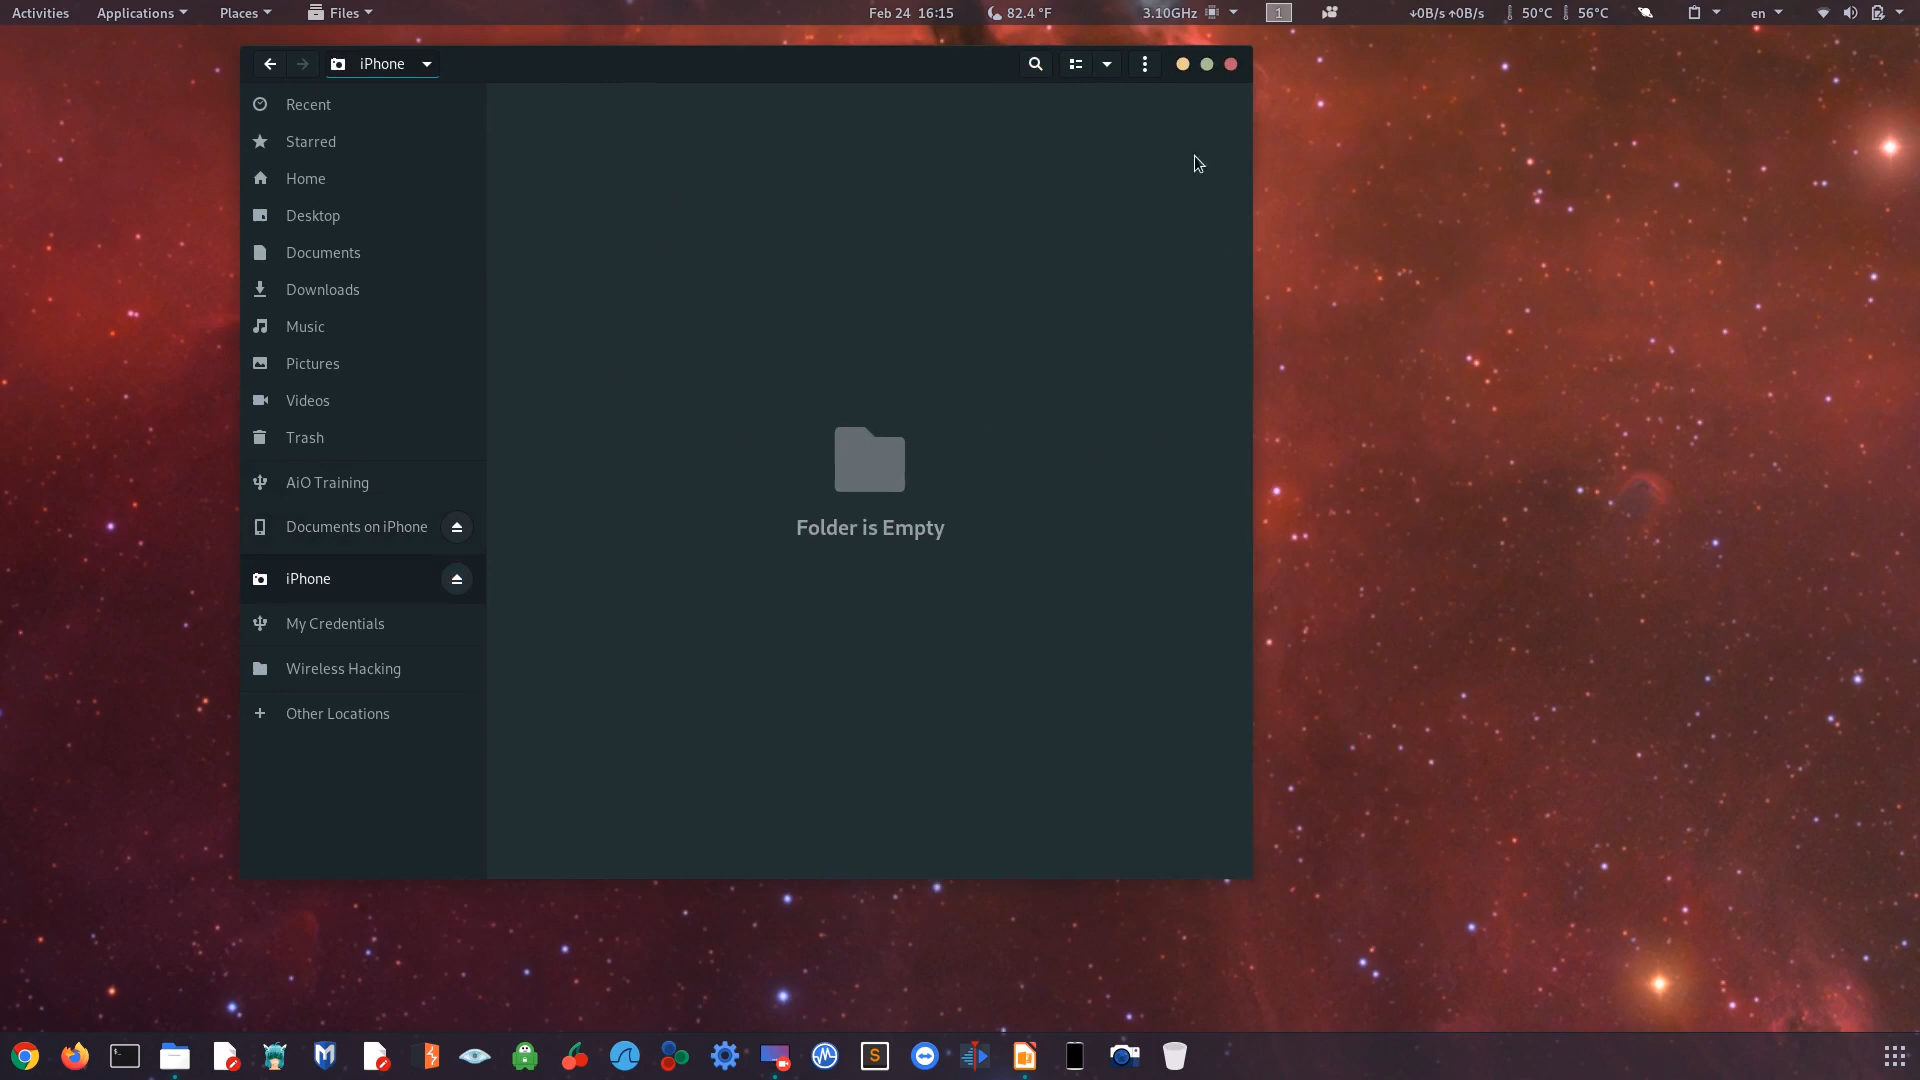 Activities Applications Places Files Feb 24 16:15 82.4 °F 3.10GHz 1 ↓0B/s ↑0B/s 50°C 56°C en
iPhone
Recent
Starred
Home
Desktop
Documents
Downloads
Music
Pictures
Videos
Trash
AiO Training
Documents on iPhone
iPhone
My Credentials
Wireless Hacking
Other Locations
Folder is Empty
S